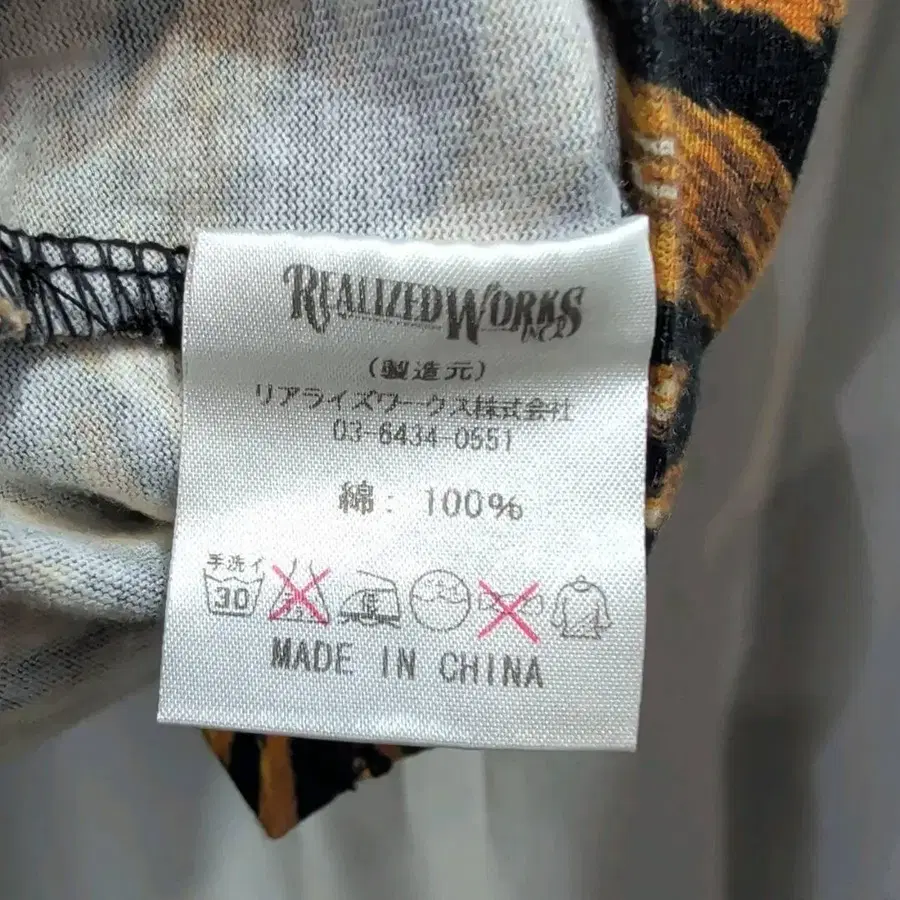 REALIZED WORKS INC.
(製造元)
リアライズワークス株式会社
03-6434-0551
綿: 100%
手洗イ
30
低
MADE IN CHINA